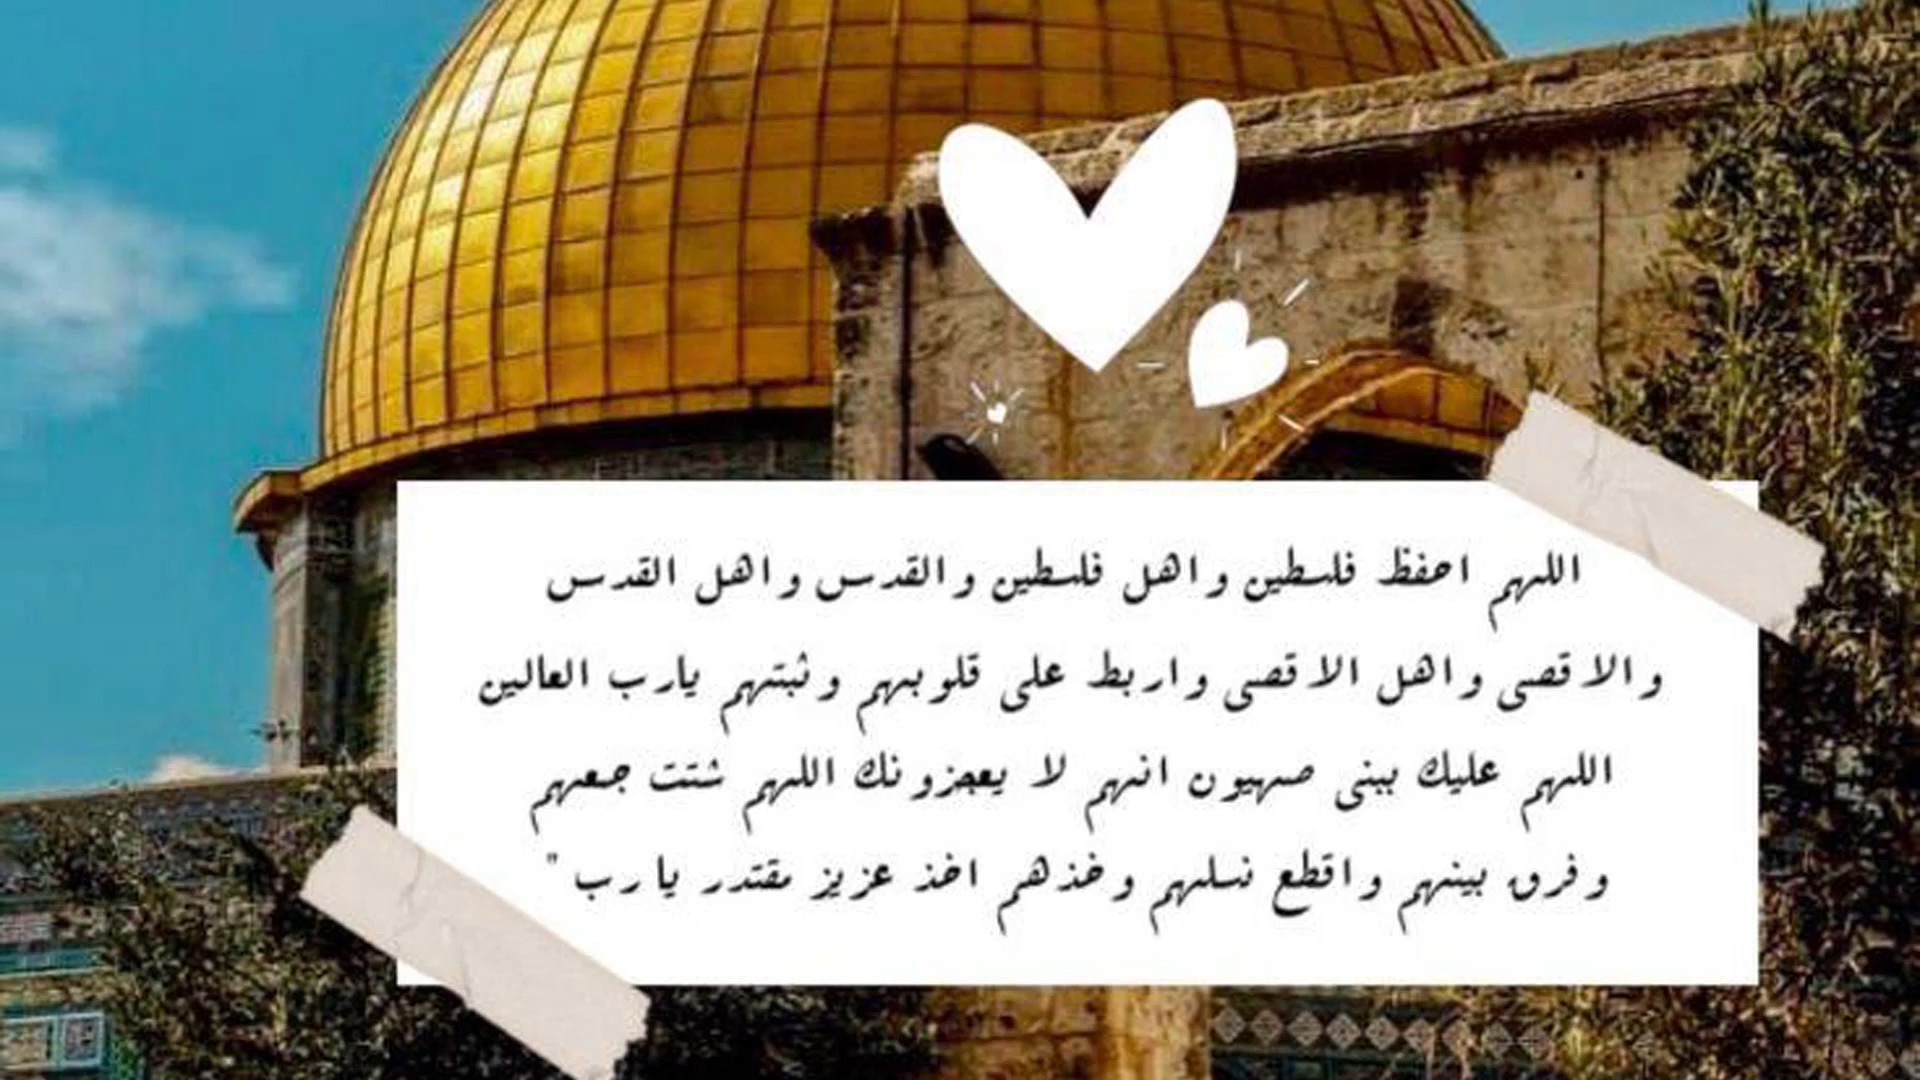 اللهم احفظ فلسطين واهل فلسطين والقدس واهل القدس
والاقصى واهل الاقصى واربط على قلوبهم وثبتهم يارب العالين
اللهم عليك ببنى صهيون انهم لا يعجزونك اللهم شتت جمعهم
وفرق بينهم واقطع نسلهم وخذهم اخذ عزيز مقتدر يارب "